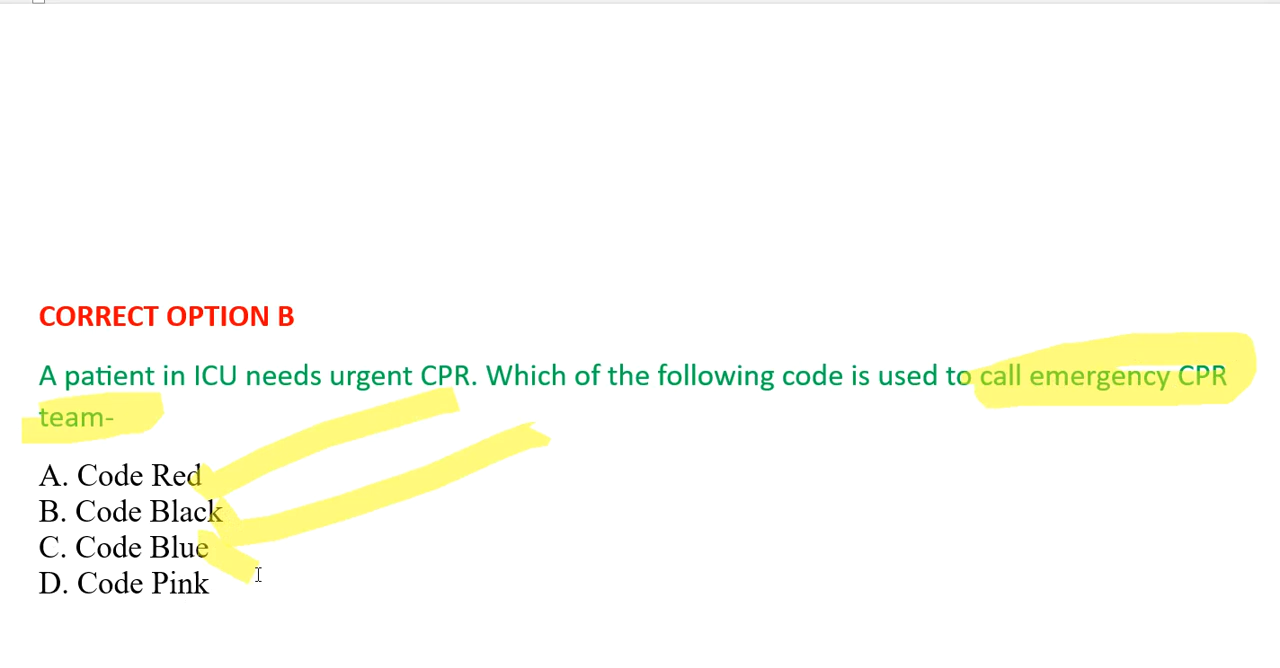 CORRECT OPTION B
A patient in ICU needs urgent CPR. Which of the following code is used to call emergency CPR
team-
A. Code Red
B. Code Black
C. Code Blue
D. Code Pink